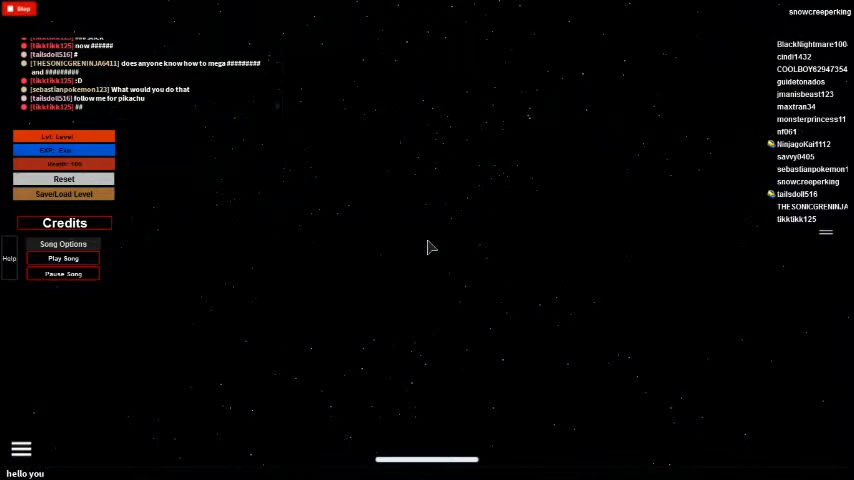 Stop
snowcreeperking
[tikktikk125] now ######
[tailsdoll516] #
[THESONICGRENINJA6411] does anyone know how to mega #########
and #########
[tikktikk125] :D
[sebastianpokemon123] What would you do that
[tailsdoll516] follow me for pikachu
[tikktikk125] ##
Lvl: Level
EXP: Exp
Health: 100
Reset
Save/Load Level
Credits
Song Options
Help
Play Song
Pause Song
BlackNightmare100
cindi1432
COOLBOY62947354
guidetonados
jmanisbeast123
maxtran34
monsterprincess11
nf061
NinjagoKai1112
savvy0405
sebastianpokemon1
snowcreeperking
tailsdoll516
THESONICGRENINJA
tikktikk125
hello you